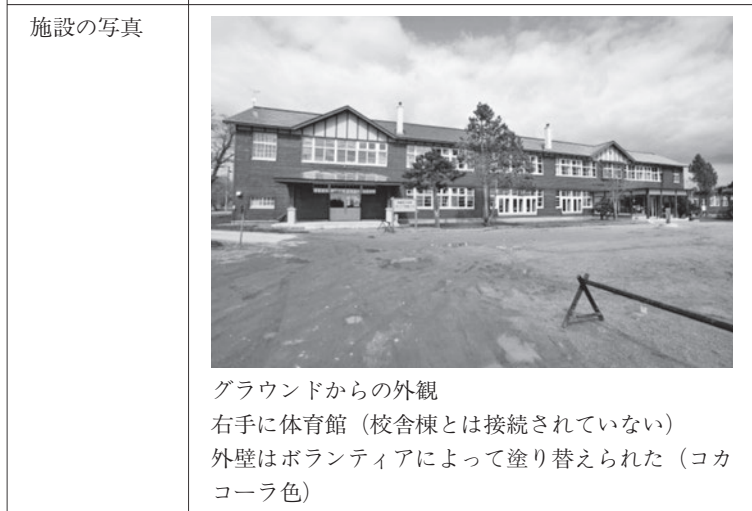 施設の写真
グラウンドからの外観
右手に体育館（校舎棟とは接続されていない）
外壁はボランティアによって塗り替えられた（コカ
コーラ色）